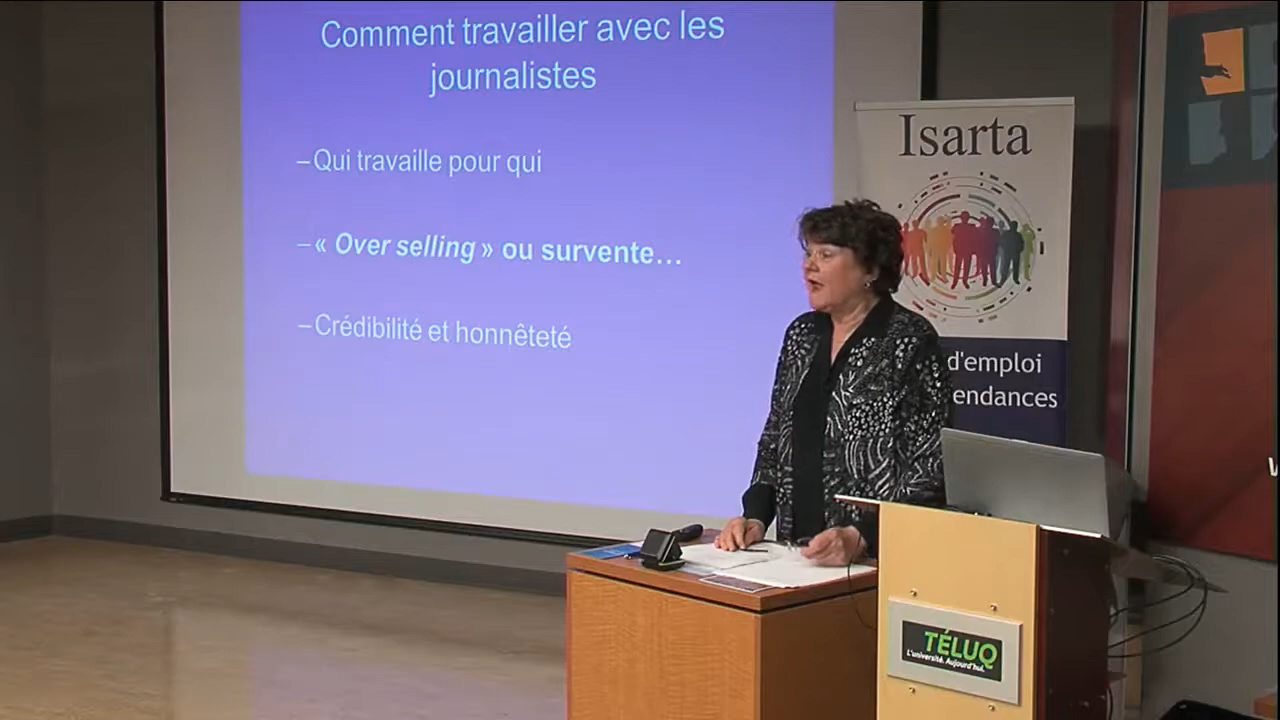 Comment travailler avec les
journalistes
–Qui travaille pour qui
–« Over selling » ou survente...
–Crédibilité et honnêteté
Isarta
d'emploi
endances
TÉLUQ
L'université. Aujourd'hui.